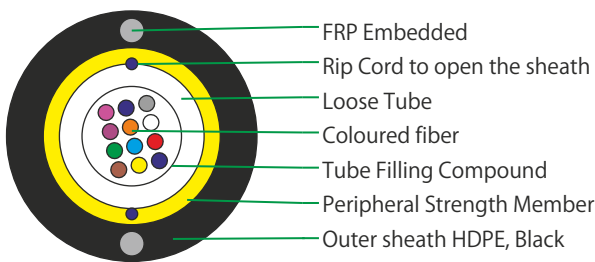 FRP Embedded
Rip Cord to open the sheath
Loose Tube
Coloured fiber
Tube Filling Compound
Peripheral Strength Member
Outer sheath HDPE, Black